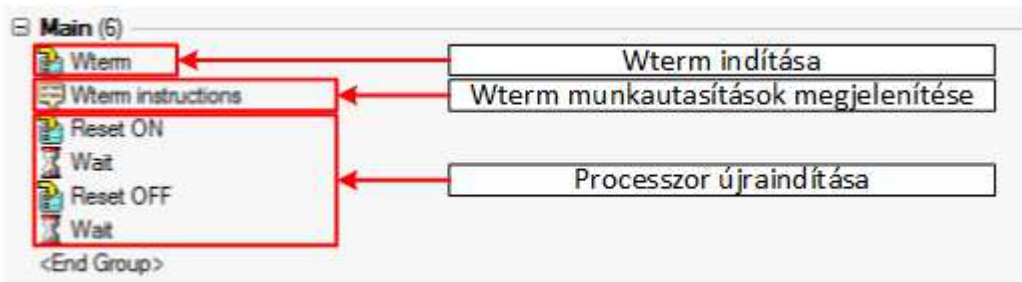 Main (6)
Wterm
Wterm indítása
Wterm instructions
Wterm munkautasítások megjelenítése
Reset ON
Wait
Reset OFF
Processzor újraindítása
Wait
<End Group>